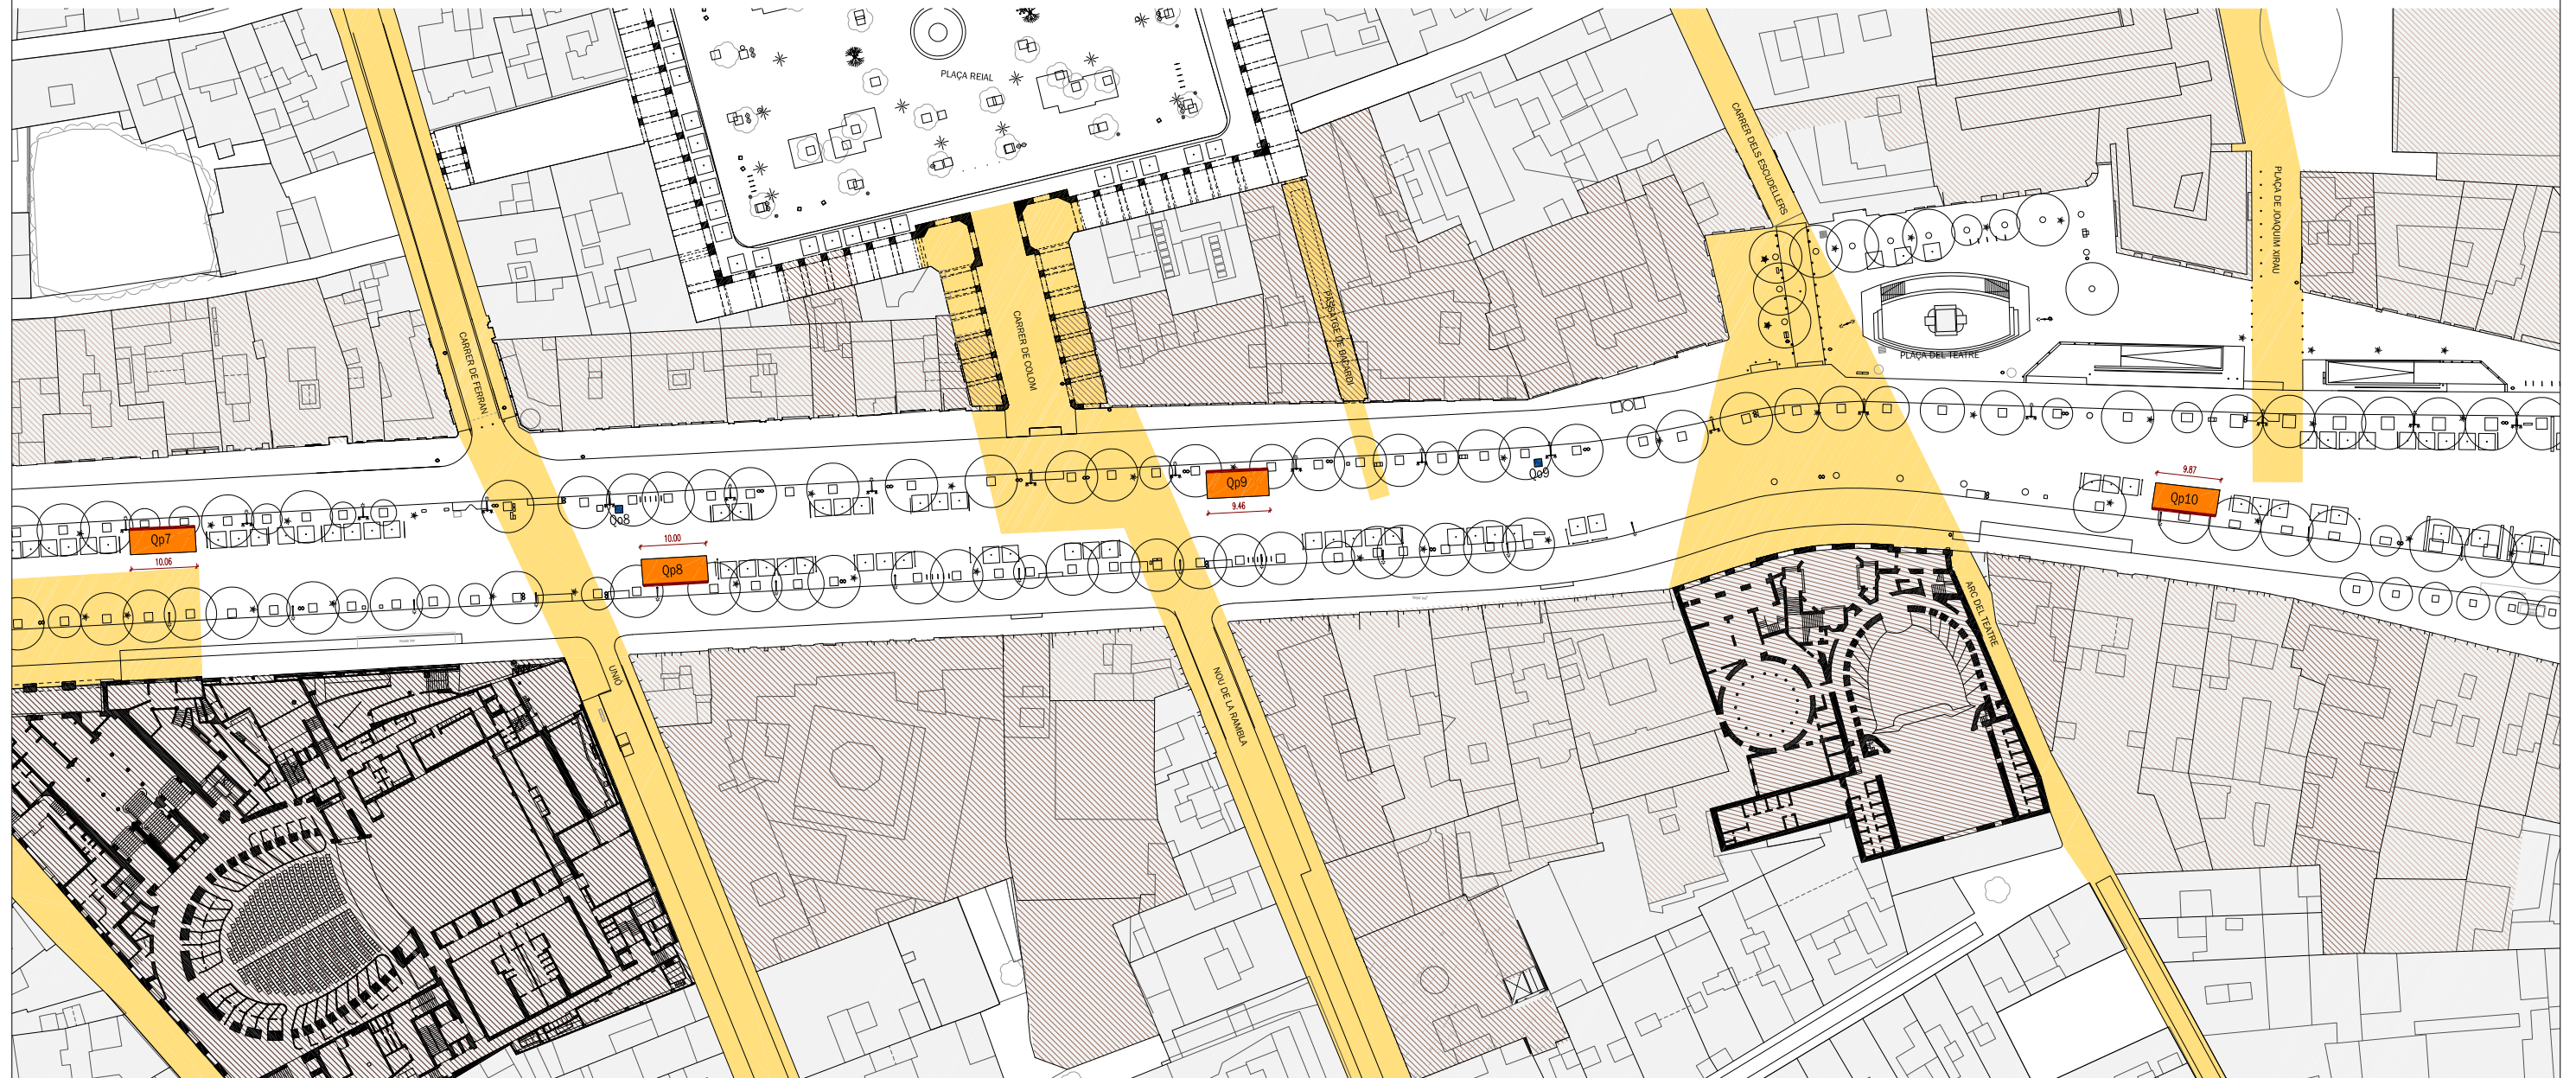 PLAÇA REIAL
CARRER DELS ESCUDELLERS
PLAÇA DE JOAQUIM XIRAU
CARRER DE FERRAN
CARRER DE COLOM
PASSATGE DE BACARDI
PLAÇA DEL TEATRE
Qp7
10.06
Qo8
10.00
Qp8
Qp9
9.46
Qo9
9.87
Qp10
UNIÓ
NOU DE LA RAMBLA
ARC DEL TEATRE